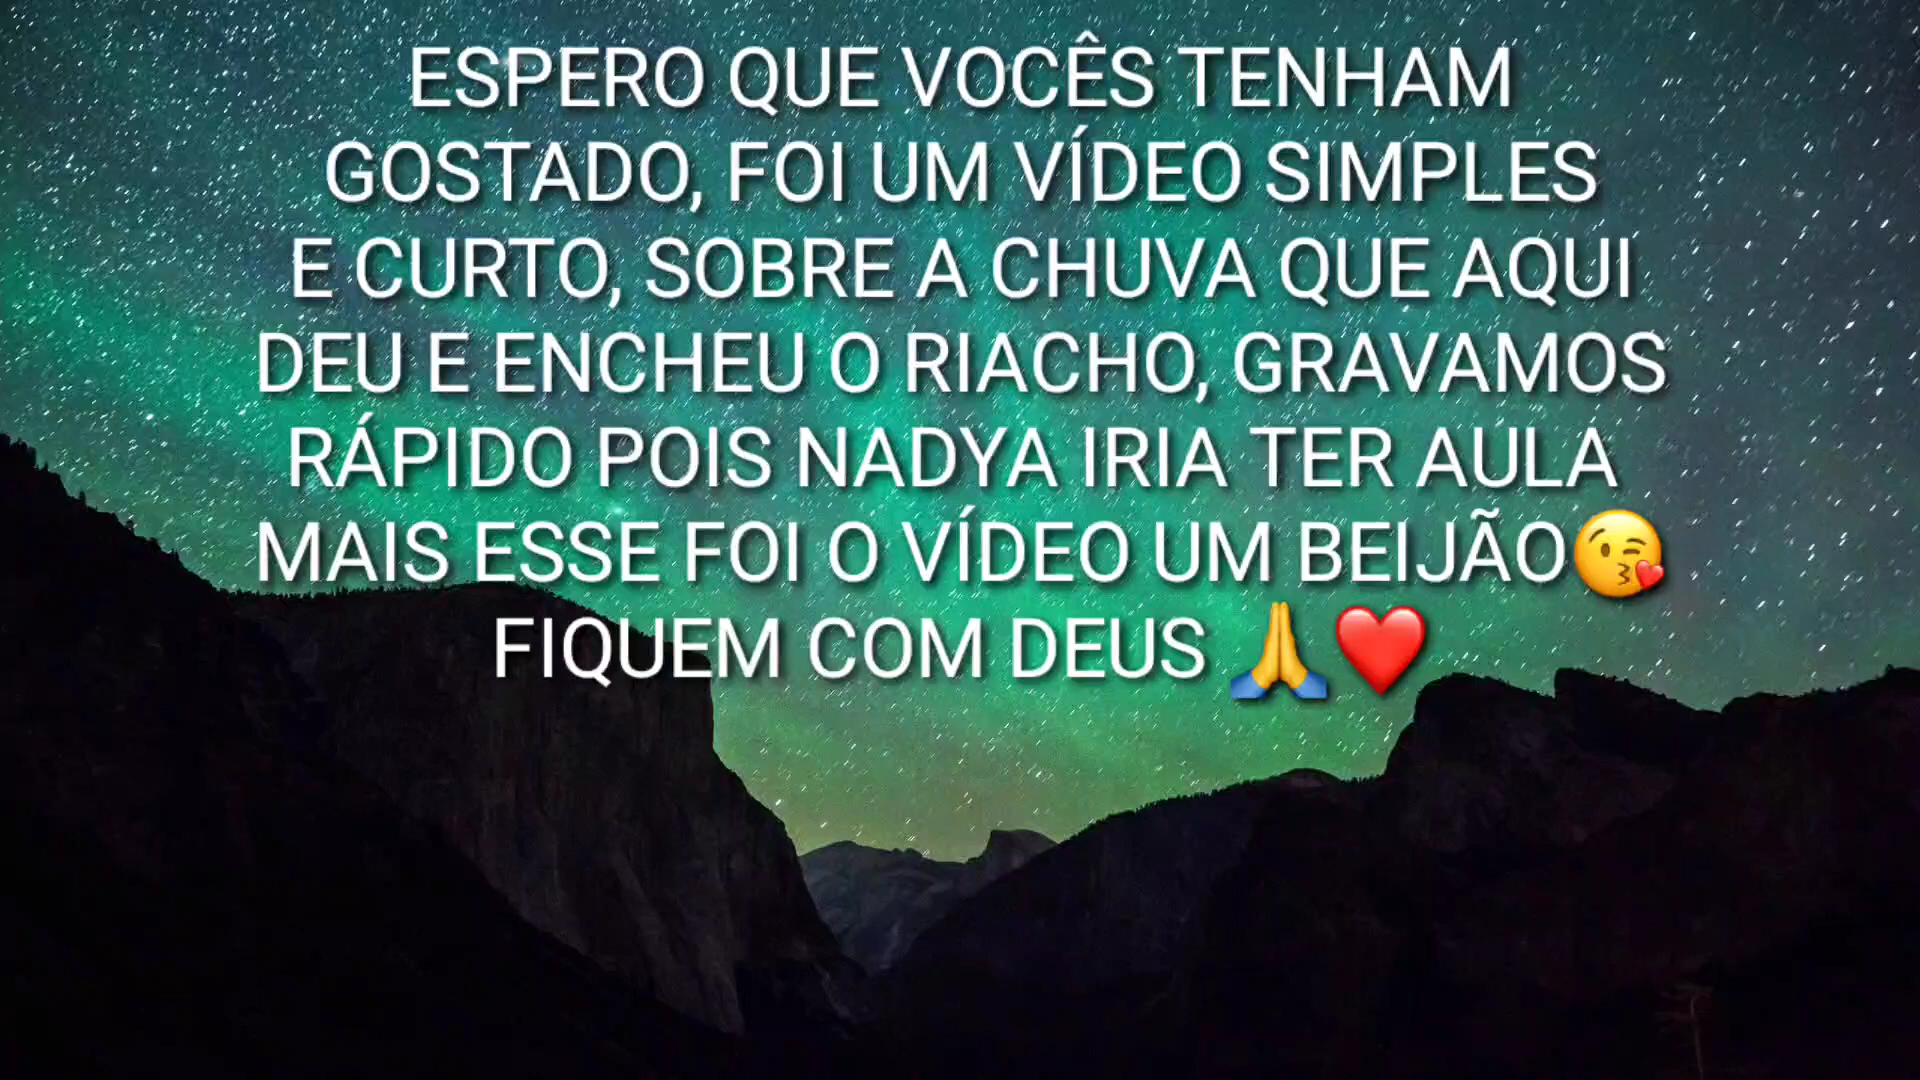 ESPERO QUE VOCÊS TENHAM
GOSTADO, FOI UM VÍDEO SIMPLES
E CURTO, SOBRE A CHUVA QUE AQUI
DEU E ENCHEU O RIACHO, GRAVAMOS
RÁPIDO POIS NADYA IRIA TER AULA
MAIS ESSE FOI O VÍDEO UM BEIJÃO😘
FIQUEM COM DEUS 🙏❤️